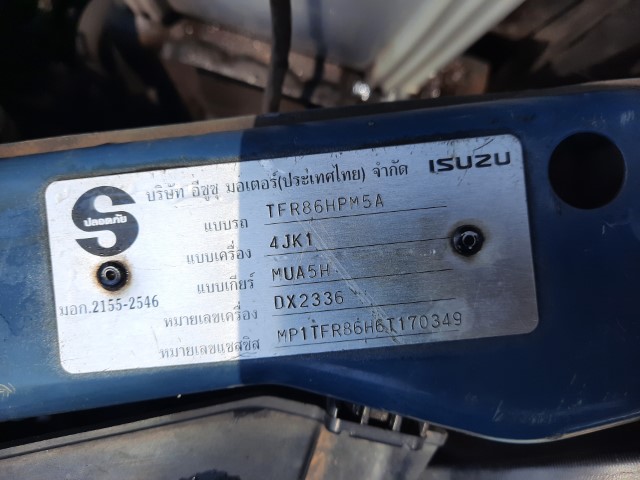 บริษัท อีซูซุ มอเตอร์(ประเทศไทย) จำกัด ISUZU
S
ปลอดภัย
มอก.2155-2546
แบบรถ TFR86HPM5A
แบบเครื่อง 4JK1
แบบเกียร์ MUA5H
หมายเลขเครื่อง DX2336
หมายเลขแชสซิส MP1TFR86H6T170349